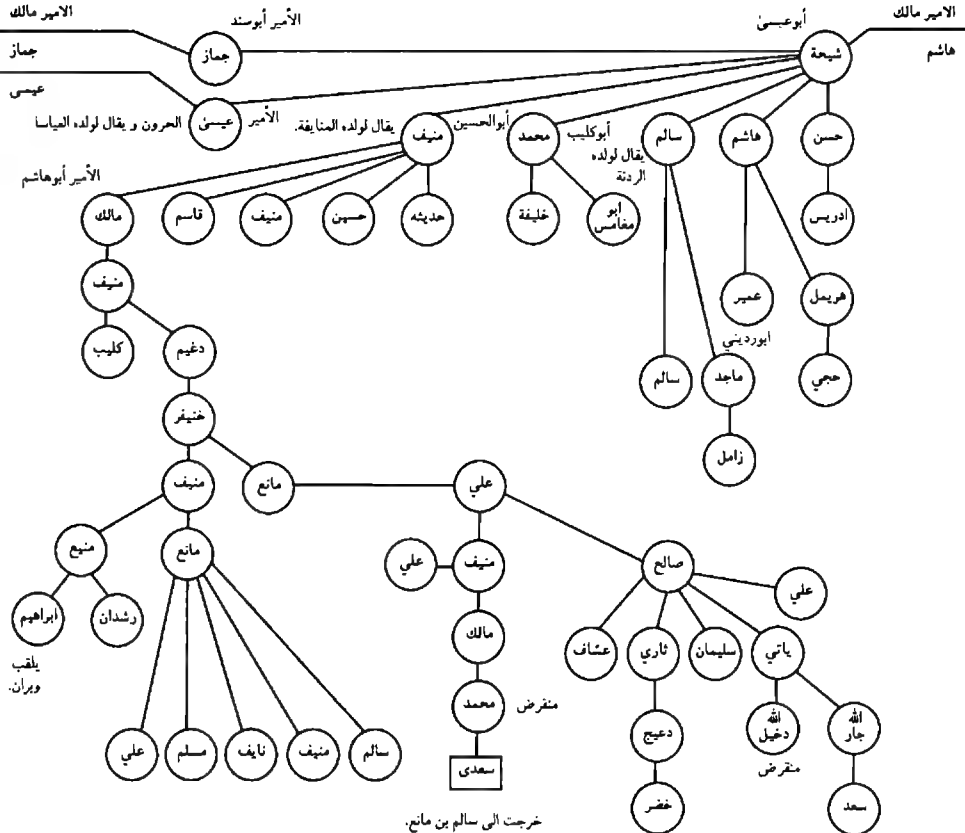 الامير مالك
هاشم
الامير مالك
جماز
عيسى
أبوعيسىٰ
شيحة
الأمير أبوسند
جماز
الأمير
عيسىٰ
الحرون و يقال لولده العياسا
أبوالحسين
منيف
يقال لولده المنايفة.
أبوكليب
محمد
سالم
يقال لولده
الردنة
هاشم
حسن
ادريس
ابو
مغامس
خليفة
حديثه
حسين
منيف
قاسم
الأمير أبوهاشم
مالك
هريمل
عمير
منيف
ابورديني
حجي
ماجد
سالم
دغيم
كليب
زامل
خنيفر
علي
مانع
منيف
صالح
منيف
علي
مانع
منيع
علي
ياتي
سليمان
ثاري
عشاف
مالك
رشدان
ابراهيم
يلقب
وبران.
الله
جار
الله
دخيل
منقرض
دعيج
محمد
منقرض
سالم
منيف
نايف
مسلم
علي
سعدى
سعد
خضر
خرجت الى سالم بن مانع.